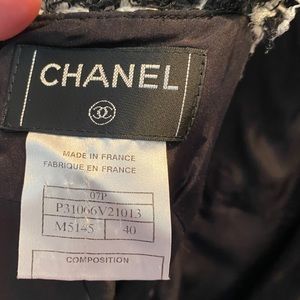 CHANEL
MADE IN FRANCE
FABRIQUE EN FRANCE
07P
P31066V21013
M5145 40
COMPOSITION